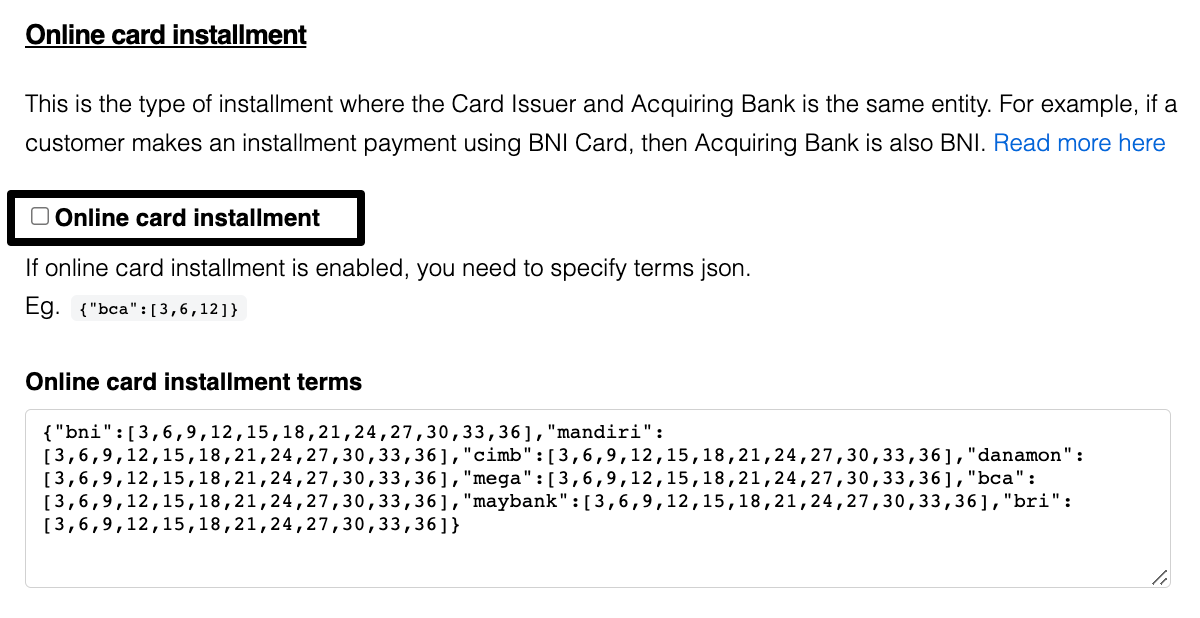 Online card installment
This is the type of installment where the Card Issuer and Acquiring Bank is the same entity. For example, if a
customer makes an installment payment using BNI Card, then Acquiring Bank is also BNI. Read more here
Online card installment
If online card installment is enabled, you need to specify terms json.
Eg. {"bca":[3,6,12]}
Online card installment terms
{"bni":[3,6,9,12,15,18,21,24,27,30,33,36],"mandiri":
[3,6,9,12,15,18,21,24,27,30,33,36],"cimb":[3,6,9,12,15,18,21,24,27,30,33,36],"danamon":
[3,6,9,12,15,18,21,24,27,30,33,36],"mega":[3,6,9,12,15,18,21,24,27,30,33,36],"bca":
[3,6,9,12,15,18,21,24,27,30,33,36],"maybank":[3,6,9,12,15,18,21,24,27,30,33,36],"bri":
[3,6,9,12,15,18,21,24,27,30,33,36]}